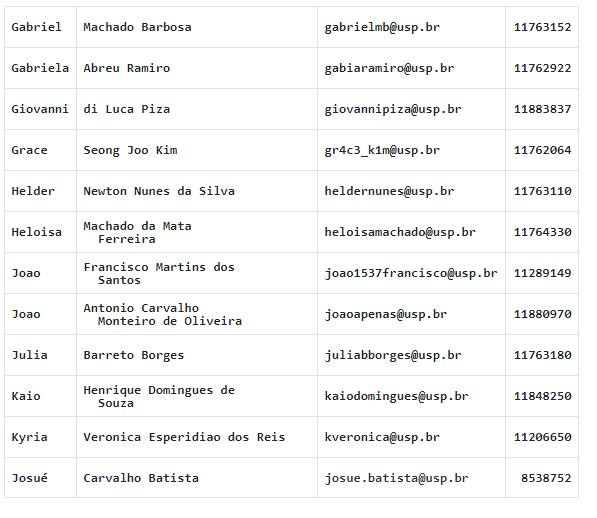 Gabriel Machado Barbosa gabrielmb@usp.br 11763152
Gabriela Abreu Ramiro gabiaramiro@usp.br 11762922
Giovanni di Luca Piza giovannipiza@usp.br 11883837
Grace Seong Joo Kim gr4c3_k1m@usp.br 11762064
Helder Newton Nunes da Silva heldernunes@usp.br 11763110
Heloisa Machado da Mata
Ferreira heloisamachado@usp.br 11764330
Joao Francisco Martins dos
Santos joao1537francisco@usp.br 11289149
Joao Antonio Carvalho
Monteiro de Oliveira joaoapenas@usp.br 11880970
Julia Barreto Borges juliabborges@usp.br 11763180
Kaio Henrique Domingues de
Souza kaiodomingues@usp.br 11848250
Kyria Veronica Esperidiao dos Reis kveronica@usp.br 11206650
Josué Carvalho Batista josue.batista@usp.br 8538752